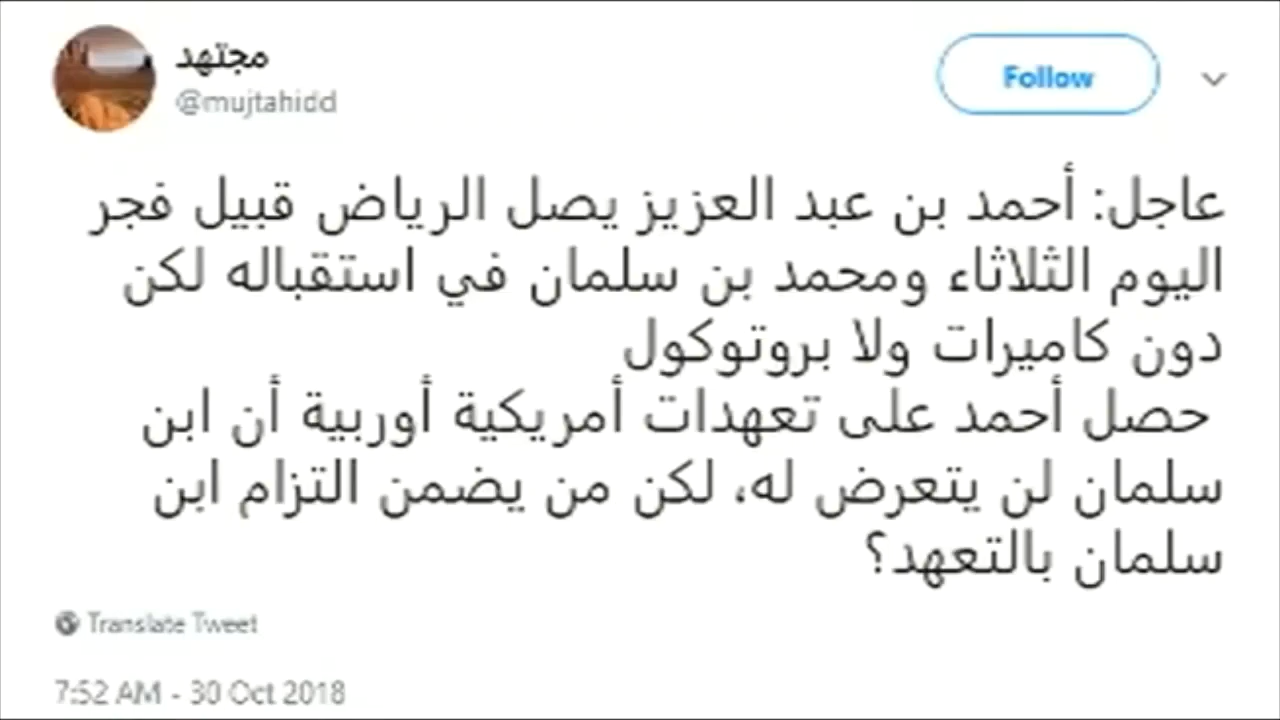 مجتهد
@mujtahidd
Follow
عاجل: أحمد بن عبد العزيز يصل الرياض قبيل فجر
اليوم الثلاثاء ومحمد بن سلمان في استقباله لكن
دون كاميرات ولا بروتوكول
حصل أحمد على تعهدات أمريكية أوربية أن ابن
سلمان لن يتعرض له، لكن من يضمن التزام ابن
سلمان بالتعهد؟
Translate Tweet
7:52 AM - 30 Oct 2018